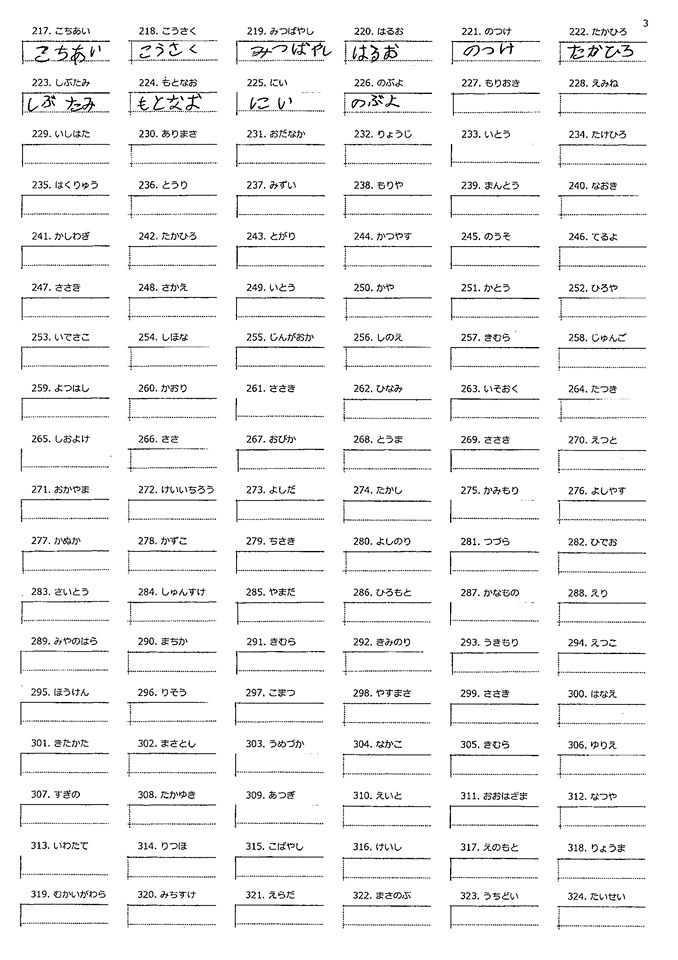 3
217. こちあい 218. こうさく 219. みつばやし 220. はるお 221. のつけ 222. たかひろ
こちあい こうさく みつばやし はるお のつけ たかひろ
223. しぶたみ 224. もとなお 225. にい 226. のぶよ 227. もりおき 228. えみね
しぶたみ もとなお にい のぶよ
229. いしはた 230. ありまさ 231. おだなか 232. りょうじ 233. いとう 234. たけひろ
235. はくりゅう 236. とうり 237. みずい 238. もりや 239. まんとう 240. なおき
241. かしわぎ 242. たかひろ 243. とがり 244. かつやす 245. のうそ 246. てるよ
247. ささき 248. さかえ 249. いとう 250. かや 251. かとう 252. ひろや
253. いでさこ 254. しほな 255. じんがおか 256. しのえ 257. きむら 258. じゅんご
259. よつはし 260. かおり 261. ささき 262. ひなみ 263. いそおく 264. たつき
265. しおよけ 266. ささ 267. おびか 268. とうま 269. ささき 270. えつと
271. おかやま 272. けいいちろう 273. よしだ 274. たかし 275. かみもり 276. よしやす
277. かぬか 278. かずこ 279. ちさき 280. よしのり 281. つづら 282. ひでお
283. さいとう 284. しゅんすけ 285. やまだ 286. ひろもと 287. かなもの 288. えり
289. みやのはら 290. まちか 291. きむら 292. きみのり 293. うきもり 294. えつこ
295. ほうけん 296. りそう 297. こまつ 298. やすまさ 299. ささき 300. はなえ
301. きたかた 302. まさとし 303. うめづか 304. なかこ 305. きむら 306. ゆりえ
307. すぎの 308. たかゆき 309. あつぎ 310. えいと 311. おおはざま 312. なつや
313. いわたて 314. りつほ 315. こばやし 316. けいし 317. えのもと 318. りょうま
319. むかいがわら 320. みちすけ 321. えらだ 322. まさのぶ 323. うちどい 324. たいせい